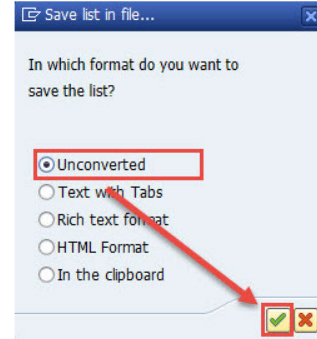 Save list in file...
In which format do you want to
save the list?
Unconverted
Text with Tabs
Rich text format
HTML Format
In the clipboard